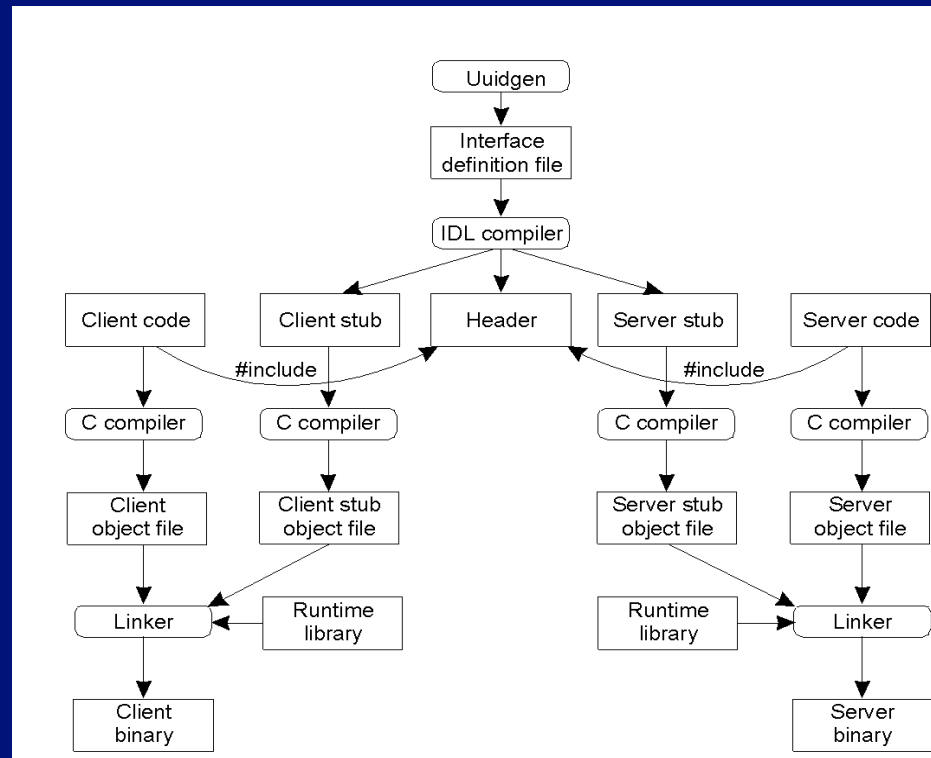 Uuidgen
Interface
definition file
IDL compiler
Client code
Client stub
Header
Server stub
Server code
#include
#include
C compiler
C compiler
C compiler
C compiler
Client
object file
Client stub
object file
Server stub
object file
Server
object file
Linker
Runtime
library
Runtime
library
Linker
Client
binary
Server
binary